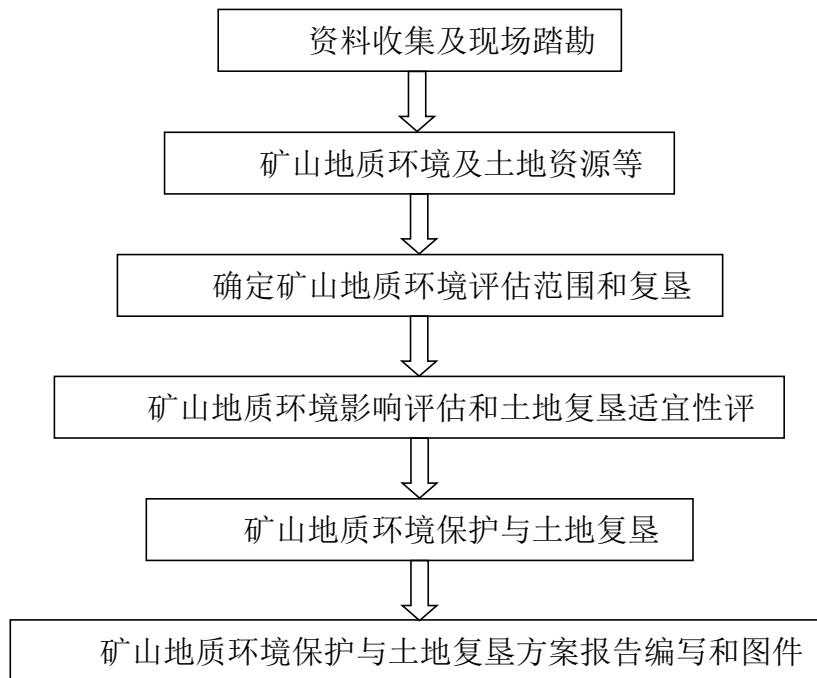 资料收集及现场踏勘
矿山地质环境及土地资源等
确定矿山地质环境评估范围和复垦
矿山地质环境影响评估和土地复垦适宜性评
矿山地质环境保护与土地复垦
矿山地质环境保护与土地复垦方案报告编写和图件